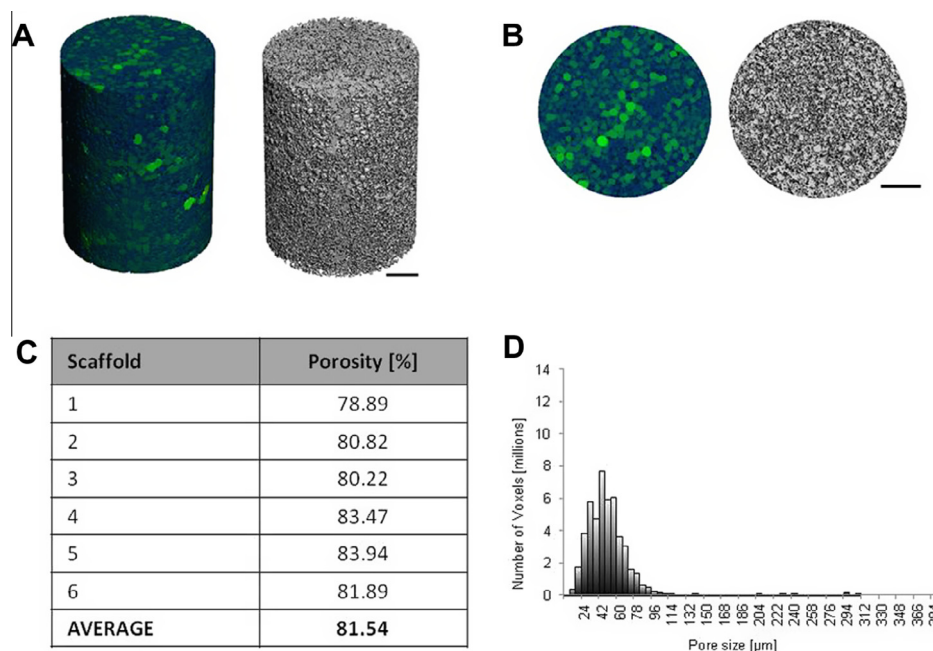 A
B
C
Scaffold Porosity [%]
1 78.89
2 80.82
3 80.22
4 83.47
5 83.94
6 81.89
AVERAGE 81.54
D
Number of Voxels [millions]
14
12
10
8
6
4
2
0
24 42 60 78 96 114 132 150 168 186 204 222 240 258 276 294 312 330 348 366
Pore size [µm]